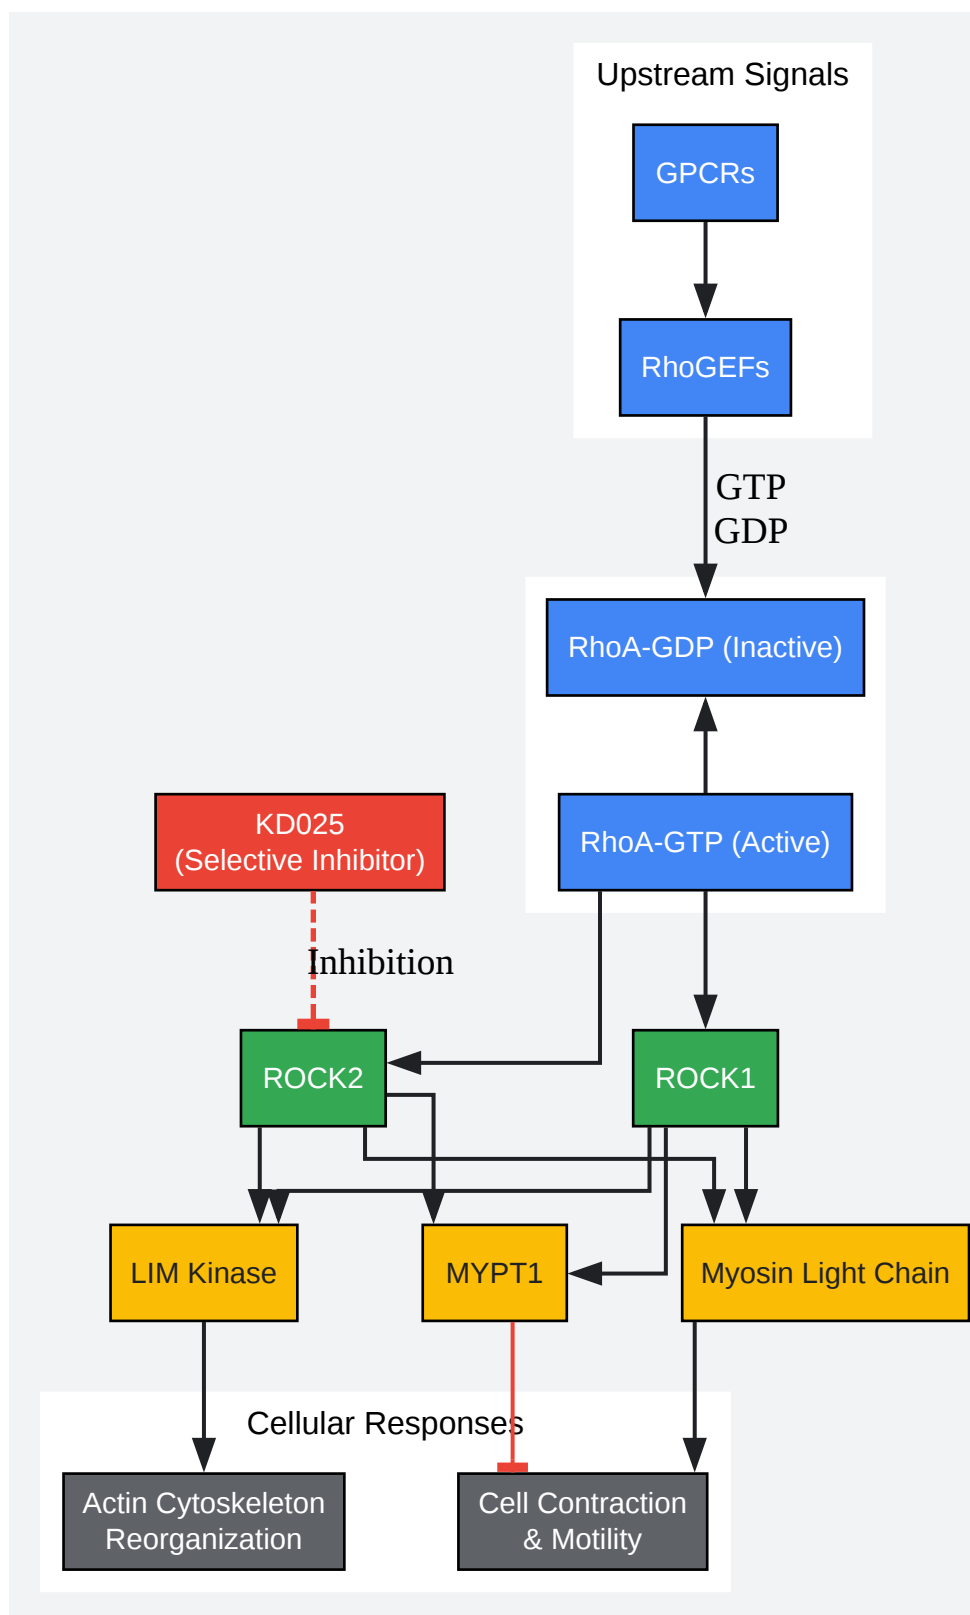 Upstream Signals
GPCRs
RhoGEFs
GTP
GDP
RhoA-GDP (Inactive)
KD025
(Selective Inhibitor)
RhoA-GTP (Active)
Inhibition
ROCK2
ROCK1
LIM Kinase
MYPT1
Myosin Light Chain
Cellular Responses
Actin Cytoskeleton
Reorganization
Cell Contraction
& Motility